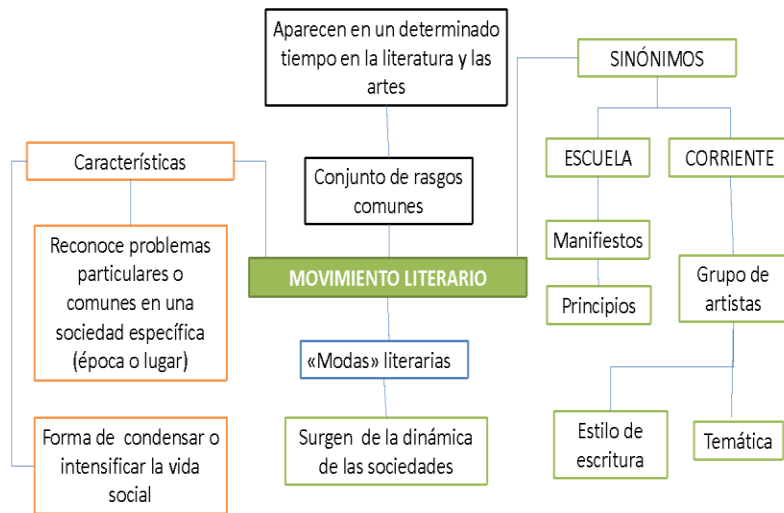 Aparecen en un determinado
tiempo en la literatura y las
artes
SINÓNIMOS
Características
Conjunto de rasgos
comunes
ESCUELA
CORRIENTE
Reconoce problemas
particulares o
comunes en una
sociedad específica
(época o lugar)
MOVIMIENTO LITERARIO
Manifiestos
Principios
Grupo de
artistas
«Modas» literarias
Forma de condensar o
intensificar la vida
social
Surgen de la dinámica
de las sociedades
Estilo de
escritura
Temática